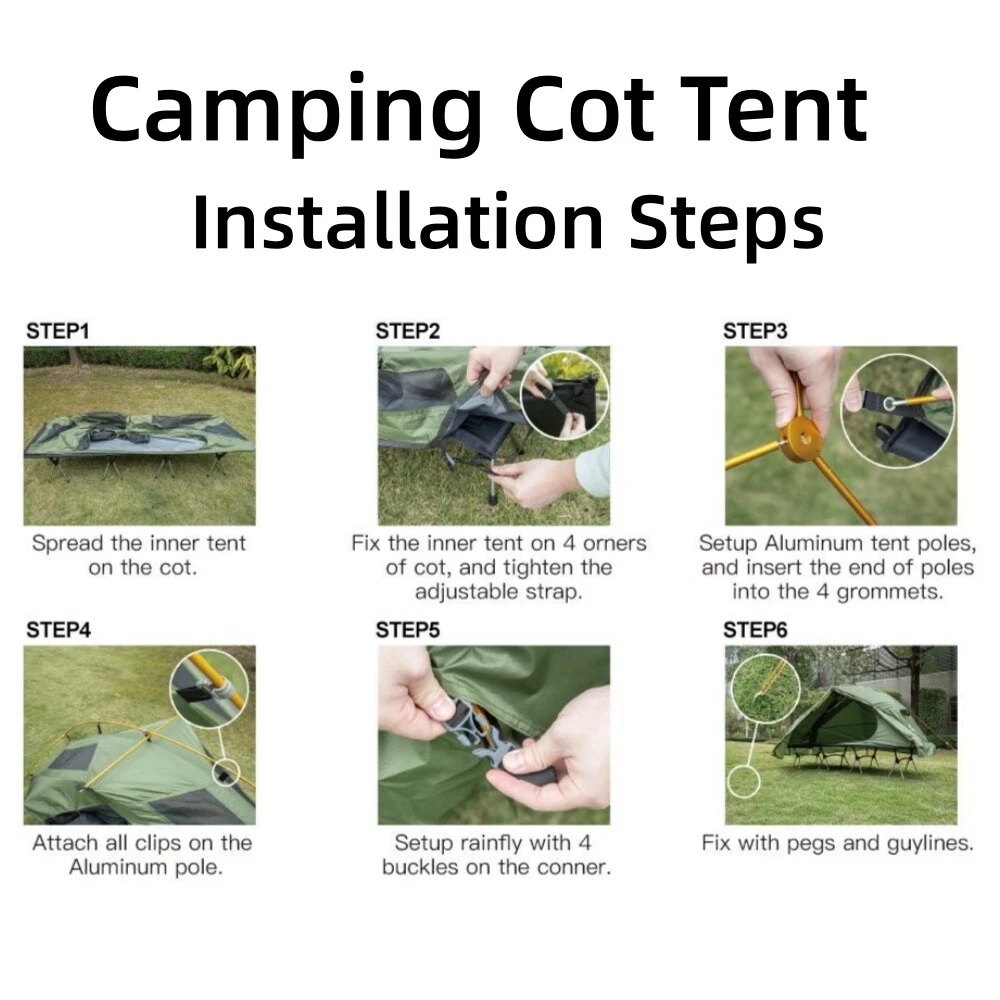 Camping Cot Tent
Installation Steps
STEP1
Spread the inner tent
on the cot.
STEP2
Fix the inner tent on 4 orners
of cot, and tighten the
adjustable strap.
STEP3
Setup Aluminum tent poles,
and insert the end of poles
into the 4 grommets.
STEP4
Attach all clips on the
Aluminum pole.
STEP5
Setup rainfly with 4
buckles on the conner.
STEP6
Fix with pegs and guylines.